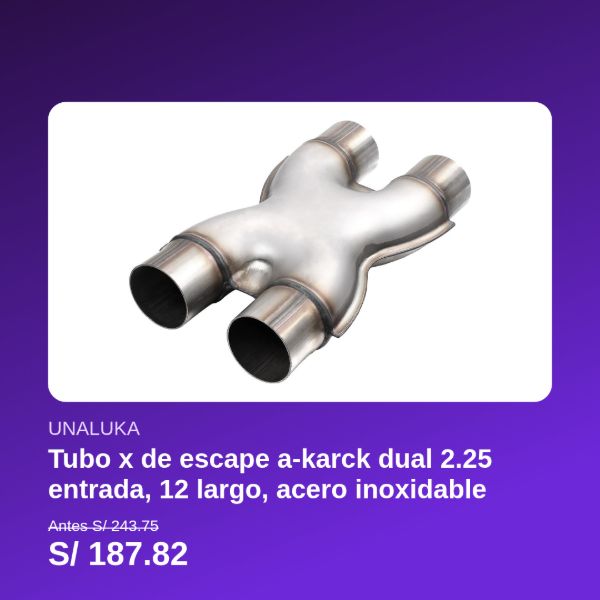 UNALUKA
Tubo x de escape a-karck dual 2.25
entrada, 12 largo, acero inoxidable
Antes S/ 243.75
S/ 187.82